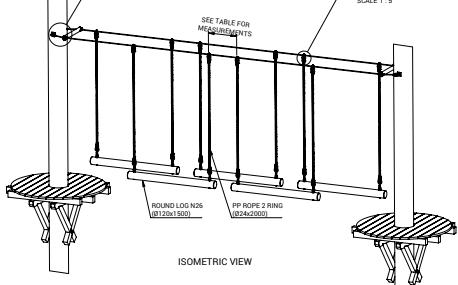 SCALE 1 : 5
SEE TABLE FOR
MEASUREMENTS
ROUND LOG N26
(Ø120x1500)
PP ROPE 2 RING
(Ø24x2000)
ISOMETRIC VIEW